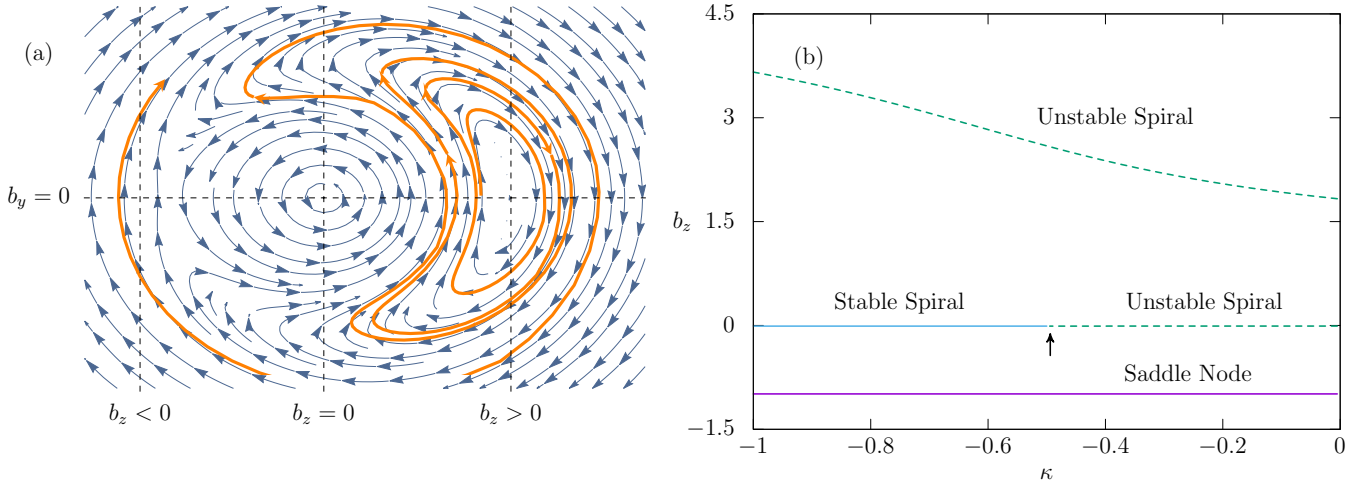 (a)
b_y = 0
b_z < 0
b_z = 0
b_z > 0
(b)
4.5
3
1.5
0
−1.5
b_z
Unstable Spiral
Stable Spiral
Unstable Spiral
Saddle Node
−1
−0.8
−0.6
−0.4
−0.2
0
κ